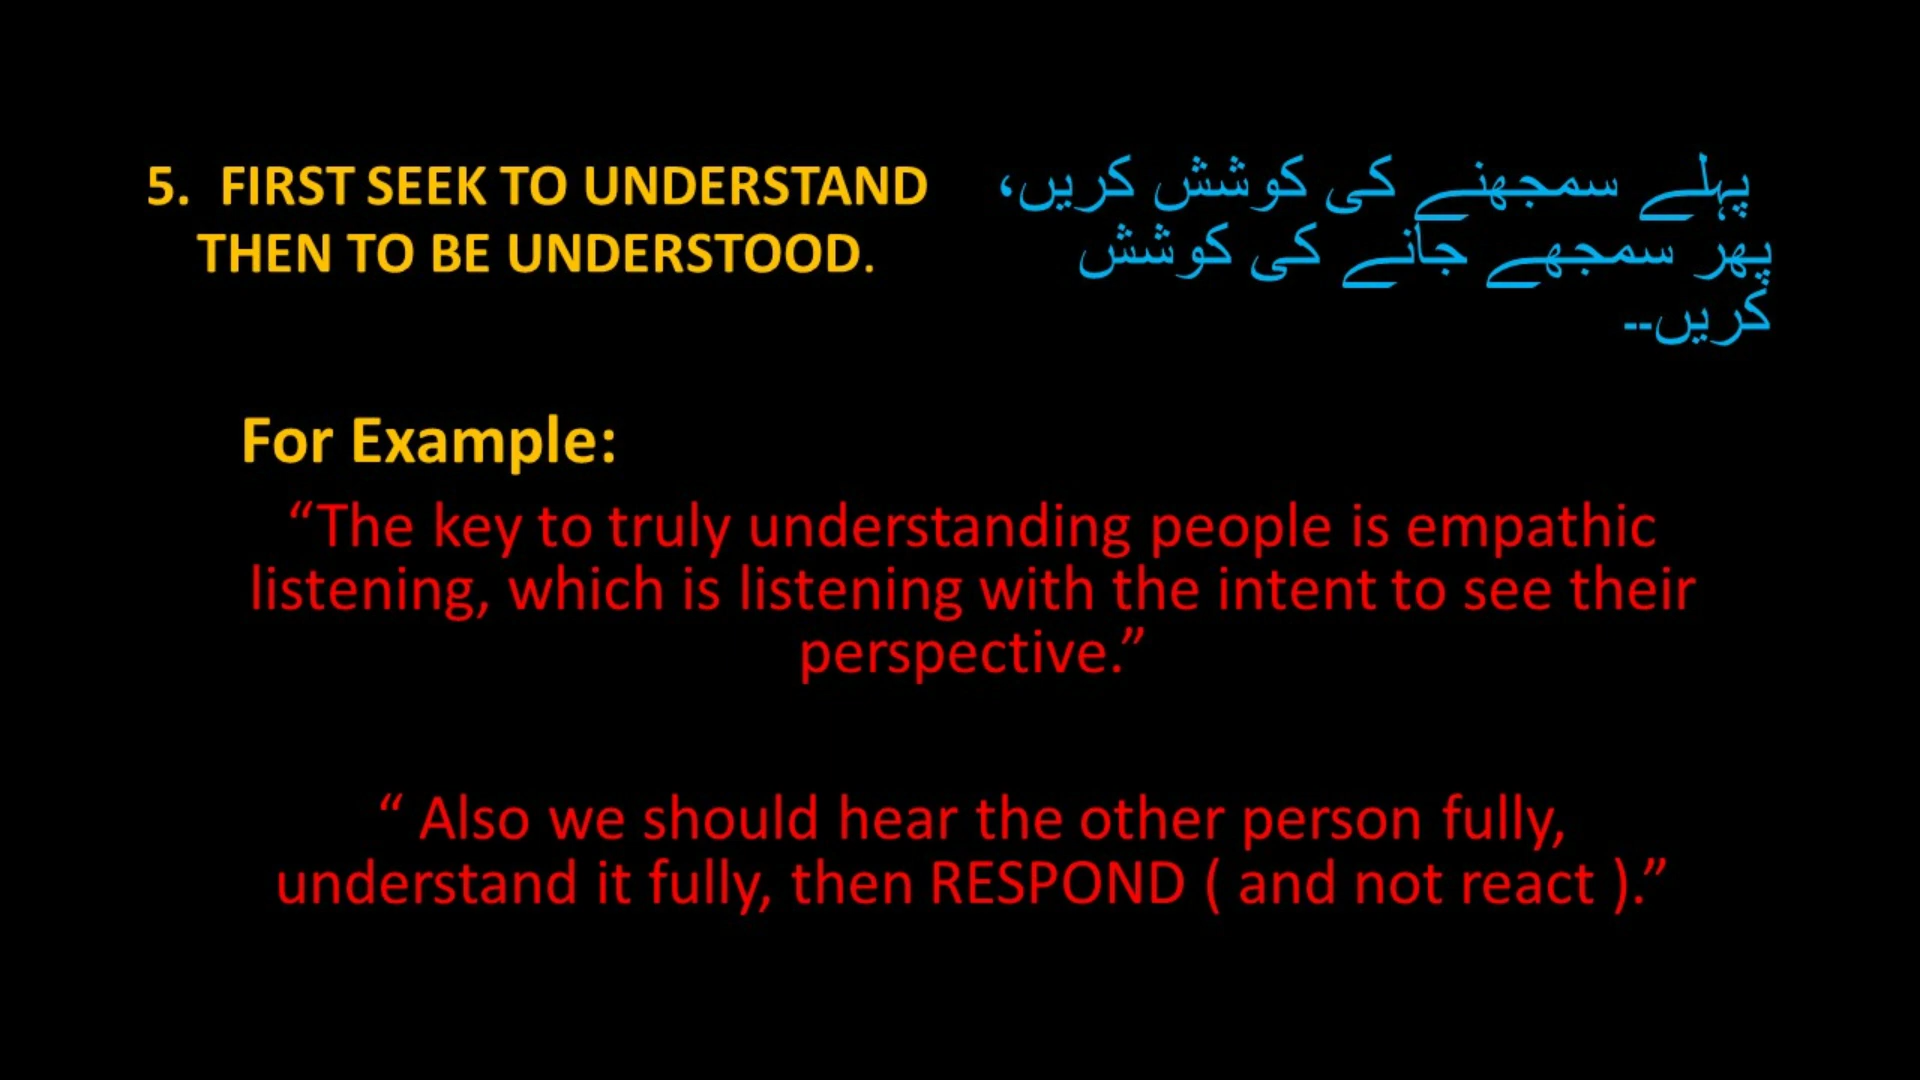 5. FIRST SEEK TO UNDERSTAND
THEN TO BE UNDERSTOOD.
پہلے سمجھنے کی کوشش کریں،
پھر سمجھے جانے کی کوشش
کریں--
For Example:
“The key to truly understanding people is empathic
listening, which is listening with the intent to see their
perspective.”
“ Also we should hear the other person fully,
understand it fully, then RESPOND ( and not react ).”